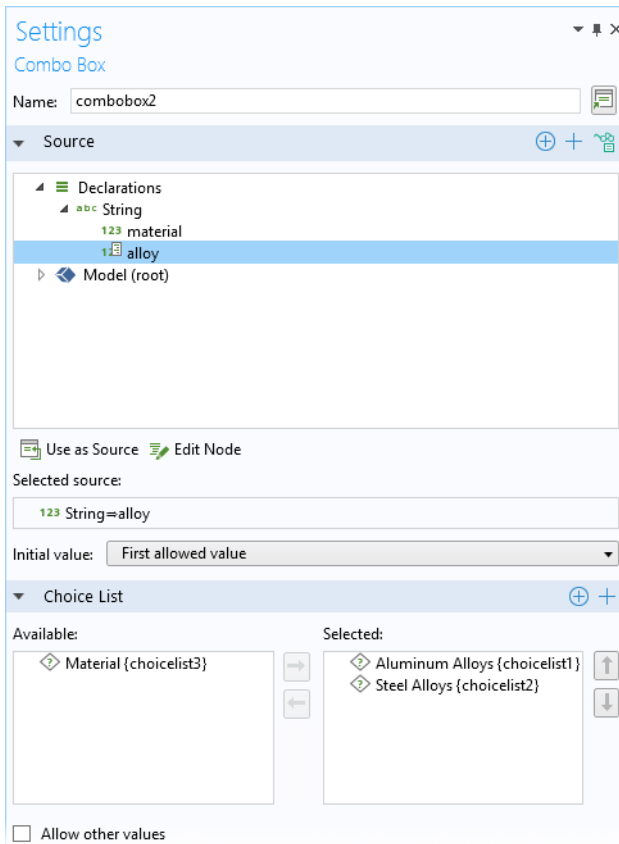 Settings
Combo Box
Name: combobox2
Source
Declarations
abc String
123 material
alloy
Model (root)
Use as Source Edit Node
Selected source:
123 String⇒alloy
Initial value: First allowed value
Choice List
Available: Selected:
Material {choicelist3} Aluminum Alloys {choicelist1}
Steel Alloys {choicelist2}
Allow other values